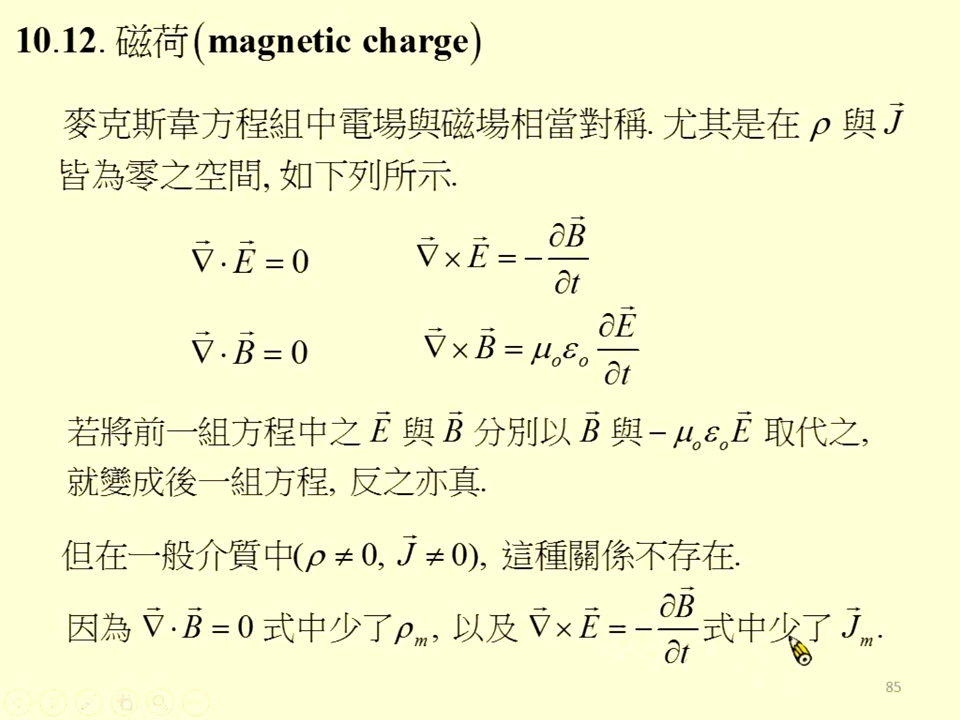 10.12. 磁荷(magnetic charge)
麥克斯韋方程組中電場與磁場相當對稱. 尤其是在 ρ 與 J⃗
皆為零之空間, 如下列所示.
∇⃗ · E⃗ = 0    ∇⃗ × E⃗ = − ∂B⃗/∂t
∇⃗ · B⃗ = 0    ∇⃗ × B⃗ = μₒεₒ ∂E⃗/∂t
若將前一組方程中之 E⃗ 與 B⃗ 分別以 B⃗ 與 − μₒεₒE⃗ 取代之,
就變成後一組方程, 反之亦真.
但在一般介質中(ρ ≠ 0, J⃗ ≠ 0), 這種關係不存在.
因為 ∇⃗ · B⃗ = 0 式中少了ρₘ, 以及 ∇⃗ × E⃗ = − ∂B⃗/∂t 式中少了 J⃗ₘ.
85